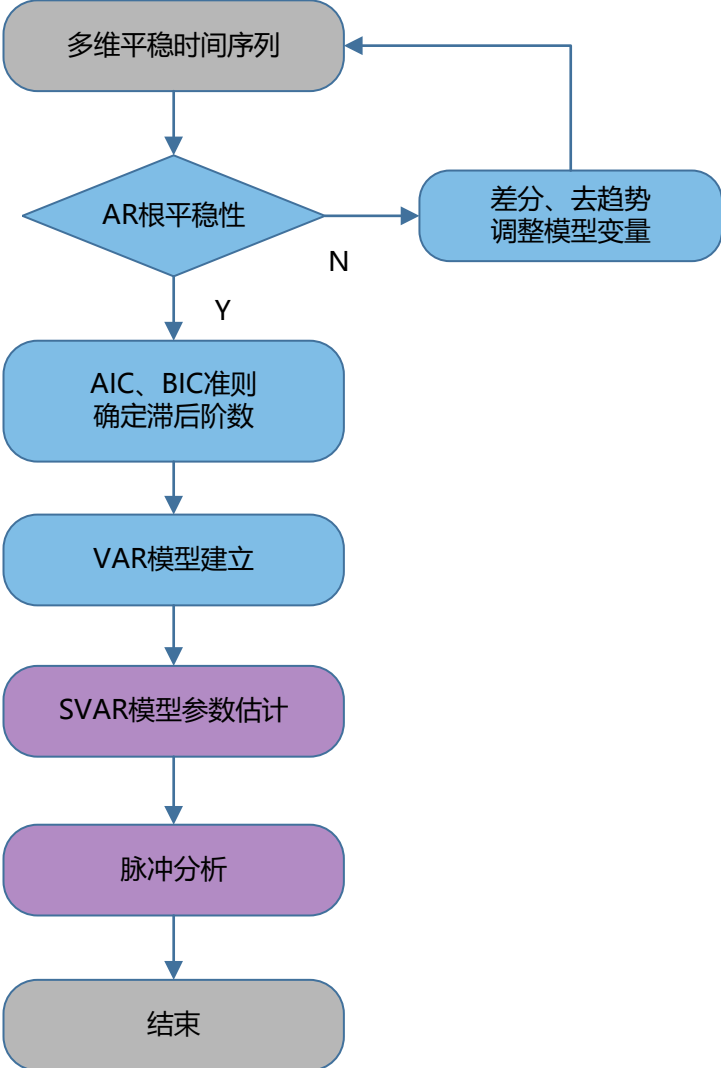 多维平稳时间序列
AR根平稳性
差分、去趋势
调整模型变量
N
Y
AIC、BIC准则
确定滞后阶数
VAR模型建立
SVAR模型参数估计
脉冲分析
结束